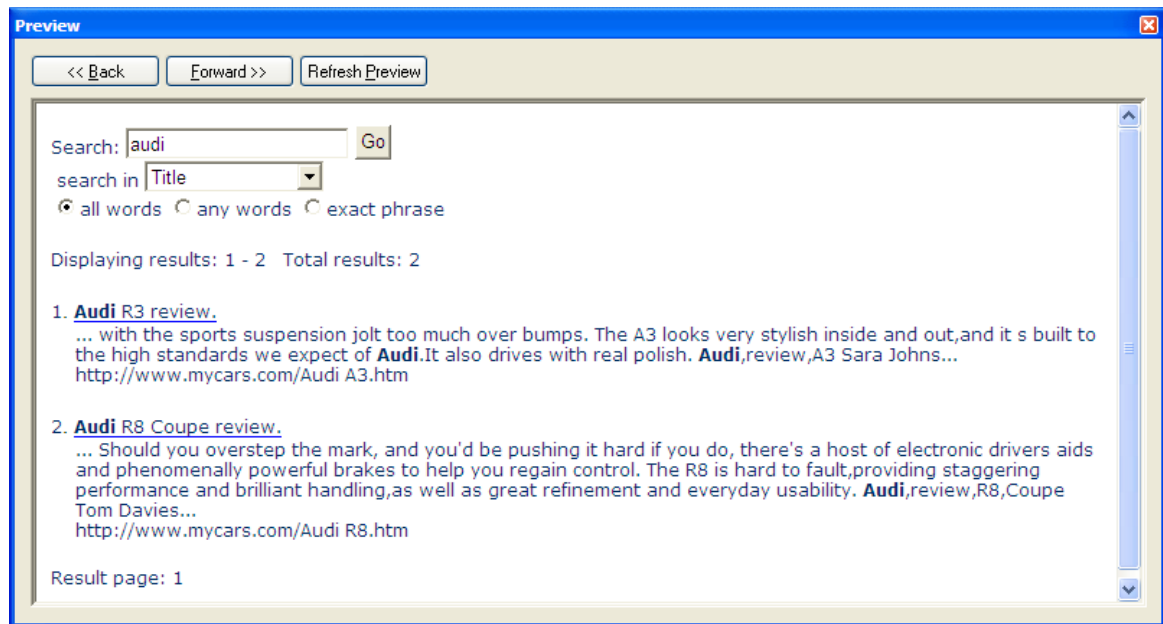 Preview
<< Back Forward >> Refresh Preview
Search: audi Go
search in Title
all words any words exact phrase
Displaying results: 1 - 2 Total results: 2
1. Audi R3 review.
... with the sports suspension jolt too much over bumps. The A3 looks very stylish inside and out,and it s built to
the high standards we expect of Audi.It also drives with real polish. Audi,review,A3 Sara Johns...
http://www.mycars.com/Audi A3.htm
2. Audi R8 Coupe review.
... Should you overstep the mark, and you'd be pushing it hard if you do, there's a host of electronic drivers aids
and phenomenally powerful brakes to help you regain control. The R8 is hard to fault,providing staggering
performance and brilliant handling,as well as great refinement and everyday usability. Audi,review,R8,Coupe
Tom Davies...
http://www.mycars.com/Audi R8.htm
Result page: 1